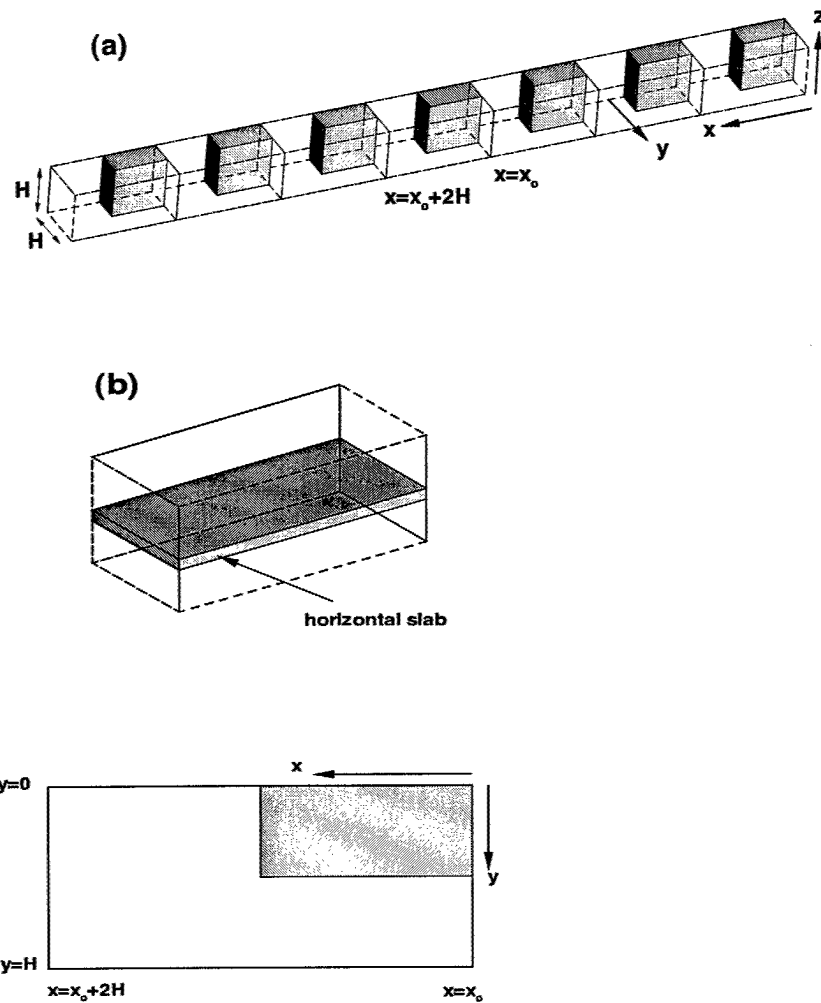 (a)
z
x
y
x=x₀
x=x₀+2H
H
H
(b)
horizontal slab
x
y=0
y
y=H
x=x₀+2H
x=x₀